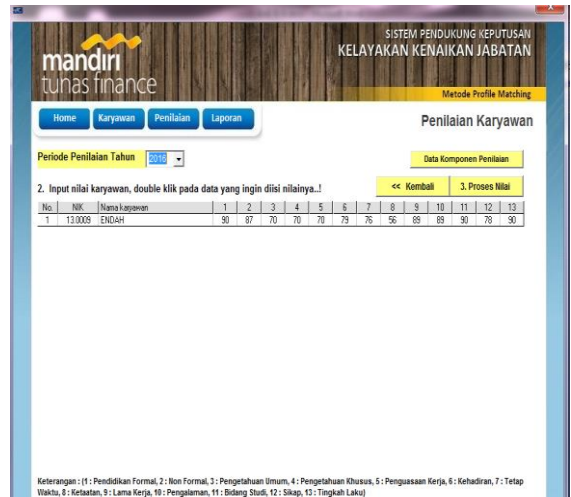 SISTEM PENDUKUNG KEPUTUSAN
KELAYAKAN KENAIKAN JABATAN
mandiri
tunas finance
Metode Profile Matching
Home Karyawan Penilaian Laporan
Penilaian Karyawan
Periode Penilaian Tahun 2016
Data Komponen Penilaian
2. Input nilai karyawan, double klik pada data yang ingin diisi nilainya..!
<< Kembali 3. Proses Nilai
No. NIK Nama karyawan 1 2 3 4 5 6 7 8 9 10 11 12 13
1 13.0009 ENDAH 90 87 70 70 70 79 76 56 89 89 90 78 90
Keterangan : (1 : Pendidikan Formal, 2 : Non Formal, 3 : Pengetahuan Umum, 4 : Pengetahuan Khusus, 5 : Penguasaan Kerja, 6 : Kehadiran, 7 : Tetap
Waktu, 8 : Ketaatan, 9 : Lama Kerja, 10 : Pengalaman, 11 : Bidang Studi, 12 : Sikap, 13 : Tingkah Laku)